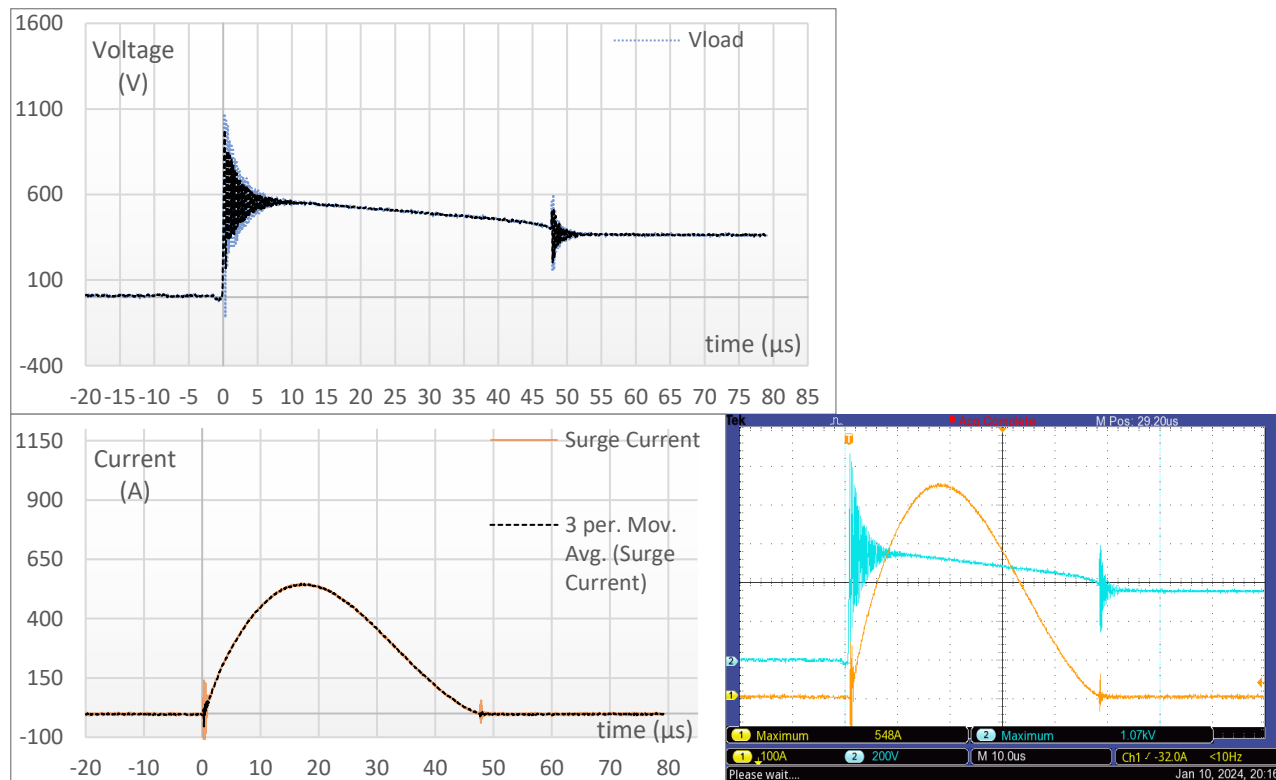 1600
Voltage
(V)
Vload
1100
600
100
time (µs)
-400
-20 -15 -10 -5 0 5 10 15 20 25 30 35 40 45 50 55 60 65 70 75 80 85
1150
Current
(A)
Surge Current
900
3 per. Mov.
Avg. (Surge
Current)
650
400
150
time (µs)
-100
-20 -10 0 10 20 30 40 50 60 70 80
Tek
Acq Complete
M Pos: 29.20us
T
2
1
1 Maximum 548A
2 Maximum 1.07kV
1 100A
2 200V
M 10.0us
Ch1 -32.0A <10Hz
Please wait....